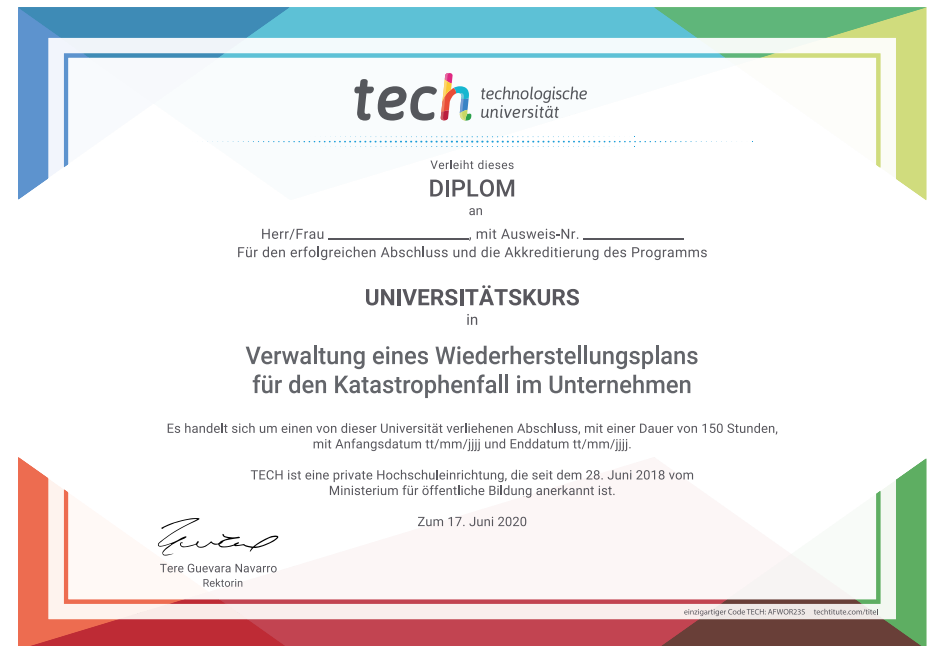 tech technologische
universität
Verleiht dieses
DIPLOM
an
Herr/Frau ____________, mit Ausweis-Nr. ____________
Für den erfolgreichen Abschluss und die Akkreditierung des Programms
UNIVERSITÄTSKURS
in
Verwaltung eines Wiederherstellungsplans
für den Katastrophenfall im Unternehmen
Es handelt sich um einen von dieser Universität verliehenen Abschluss, mit einer Dauer von 150 Stunden,
mit Anfangsdatum tt/mm/jjjj und Enddatum tt/mm/jjjj.
TECH ist eine private Hochschuleinrichtung, die seit dem 28. Juni 2018 vom
Ministerium für öffentliche Bildung anerkannt ist.
Zum 17. Juni 2020
Tere Guevara Navarro
Rektorin
einzigartiger Code TECH: AFWOR235 techtitute.com/titel